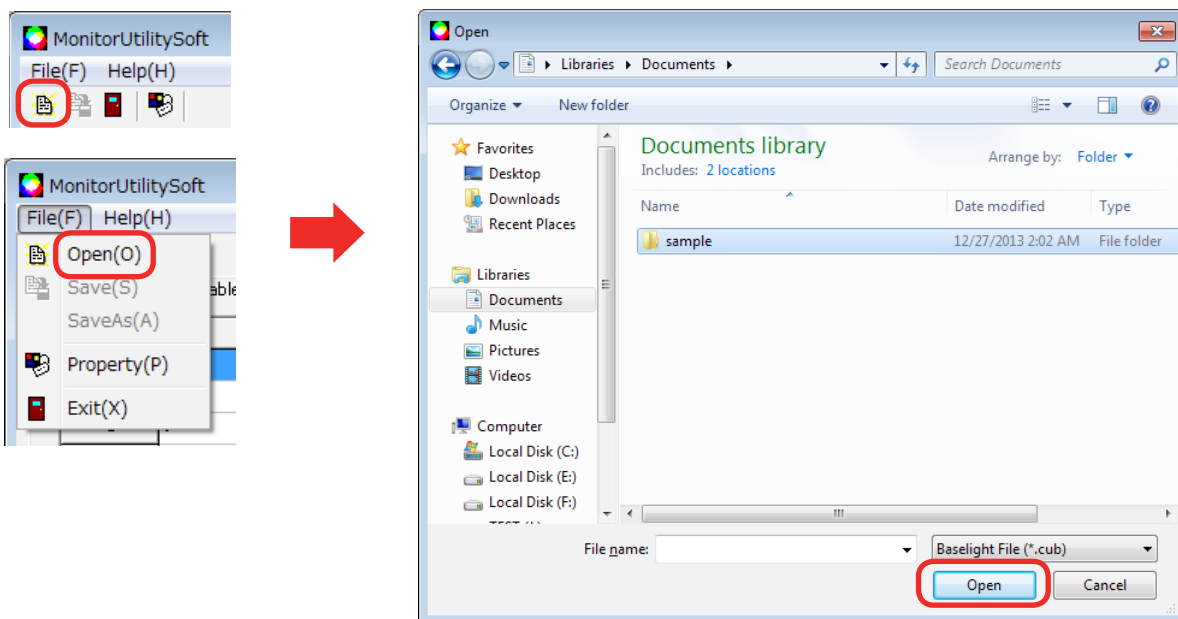 MonitorUtilitySoft
File(F) Help(H)
MonitorUtilitySoft
File(F) Help(H)
Open(O)
Save(S)
able
SaveAs(A)
Property(P)
Exit(X)
Open
Libraries Documents
Search Documents
Organize New folder
Favorites
Desktop
Downloads
Recent Places
Libraries
Documents
Music
Pictures
Videos
Computer
Local Disk (C:)
Local Disk (E:)
Local Disk (F:)
Documents library
Includes: 2 locations
Arrange by: Folder
Name Date modified Type
sample 12/27/2013 2:02 AM File folder
File name: Baselight File (*.cub)
Open Cancel